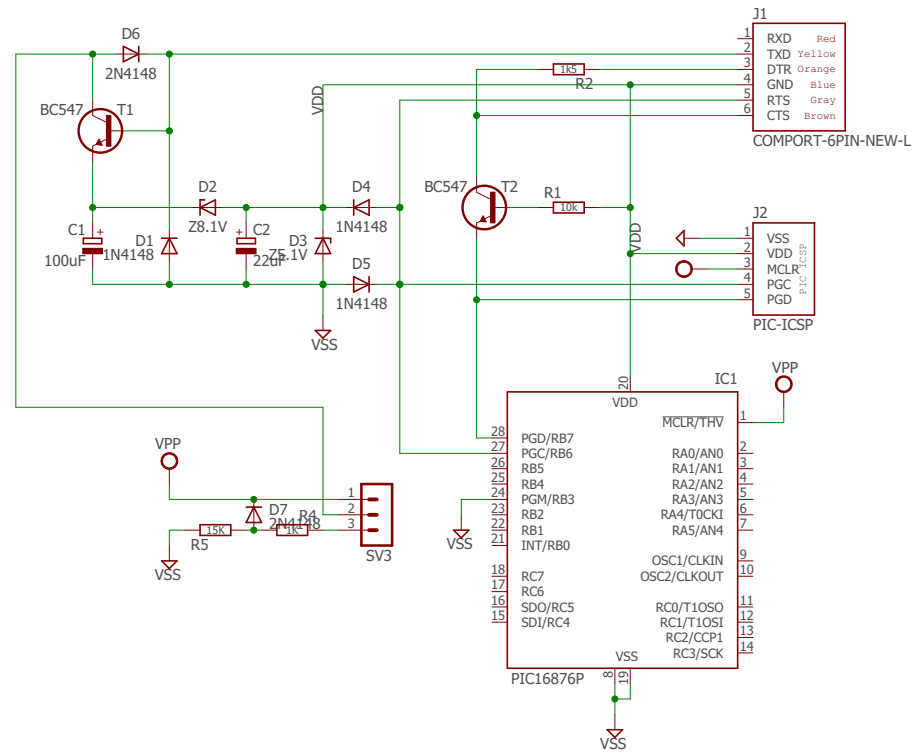 J1
D6
2N4148
1
2
3
4
5
6
RXD Red
TXD Yellow
DTR Orange
GND Blue
RTS Gray
CTS Brown
COMPORT-6PIN-NEW-L
1k5
R2
VDD
BC547
T1
BC547
T2
R1
10k
VDD
D2
Z8.1V
D4
1N4148
C1
100uF
+
D1
1N4148
C2
22uF
+
D3
Z5.1V
D5
1N4148
VSS
J2
1
2
3
4
5
VSS
VDD
MCLR
PGC
PGD
PIC ICSP
PIC-ICSP
VPP
IC1
20
VDD
28
27
26
25
24
23
22
21
18
17
16
15
PGD/RB7
PGC/RB6
RB5
RB4
PGM/RB3
RB2
RB1
INT/RB0
RC7
RC6
SDO/RC5
SDI/RC4
MCLR/THV
RA0/AN0
RA1/AN1
RA2/AN2
RA3/AN3
RA4/T0CKI
RA5/AN4
OSC1/CLKIN
OSC2/CLKOUT
RC0/T1OSO
RC1/T1OSI
RC2/CCP1
RC3/SCK
1
2
3
4
5
6
7
9
10
11
12
13
14
VSS
8
19
PIC16876P
VSS
VSS
VPP
D7
2N4148
R4
1k
15K
R5
VSS
1
2
3
SV3